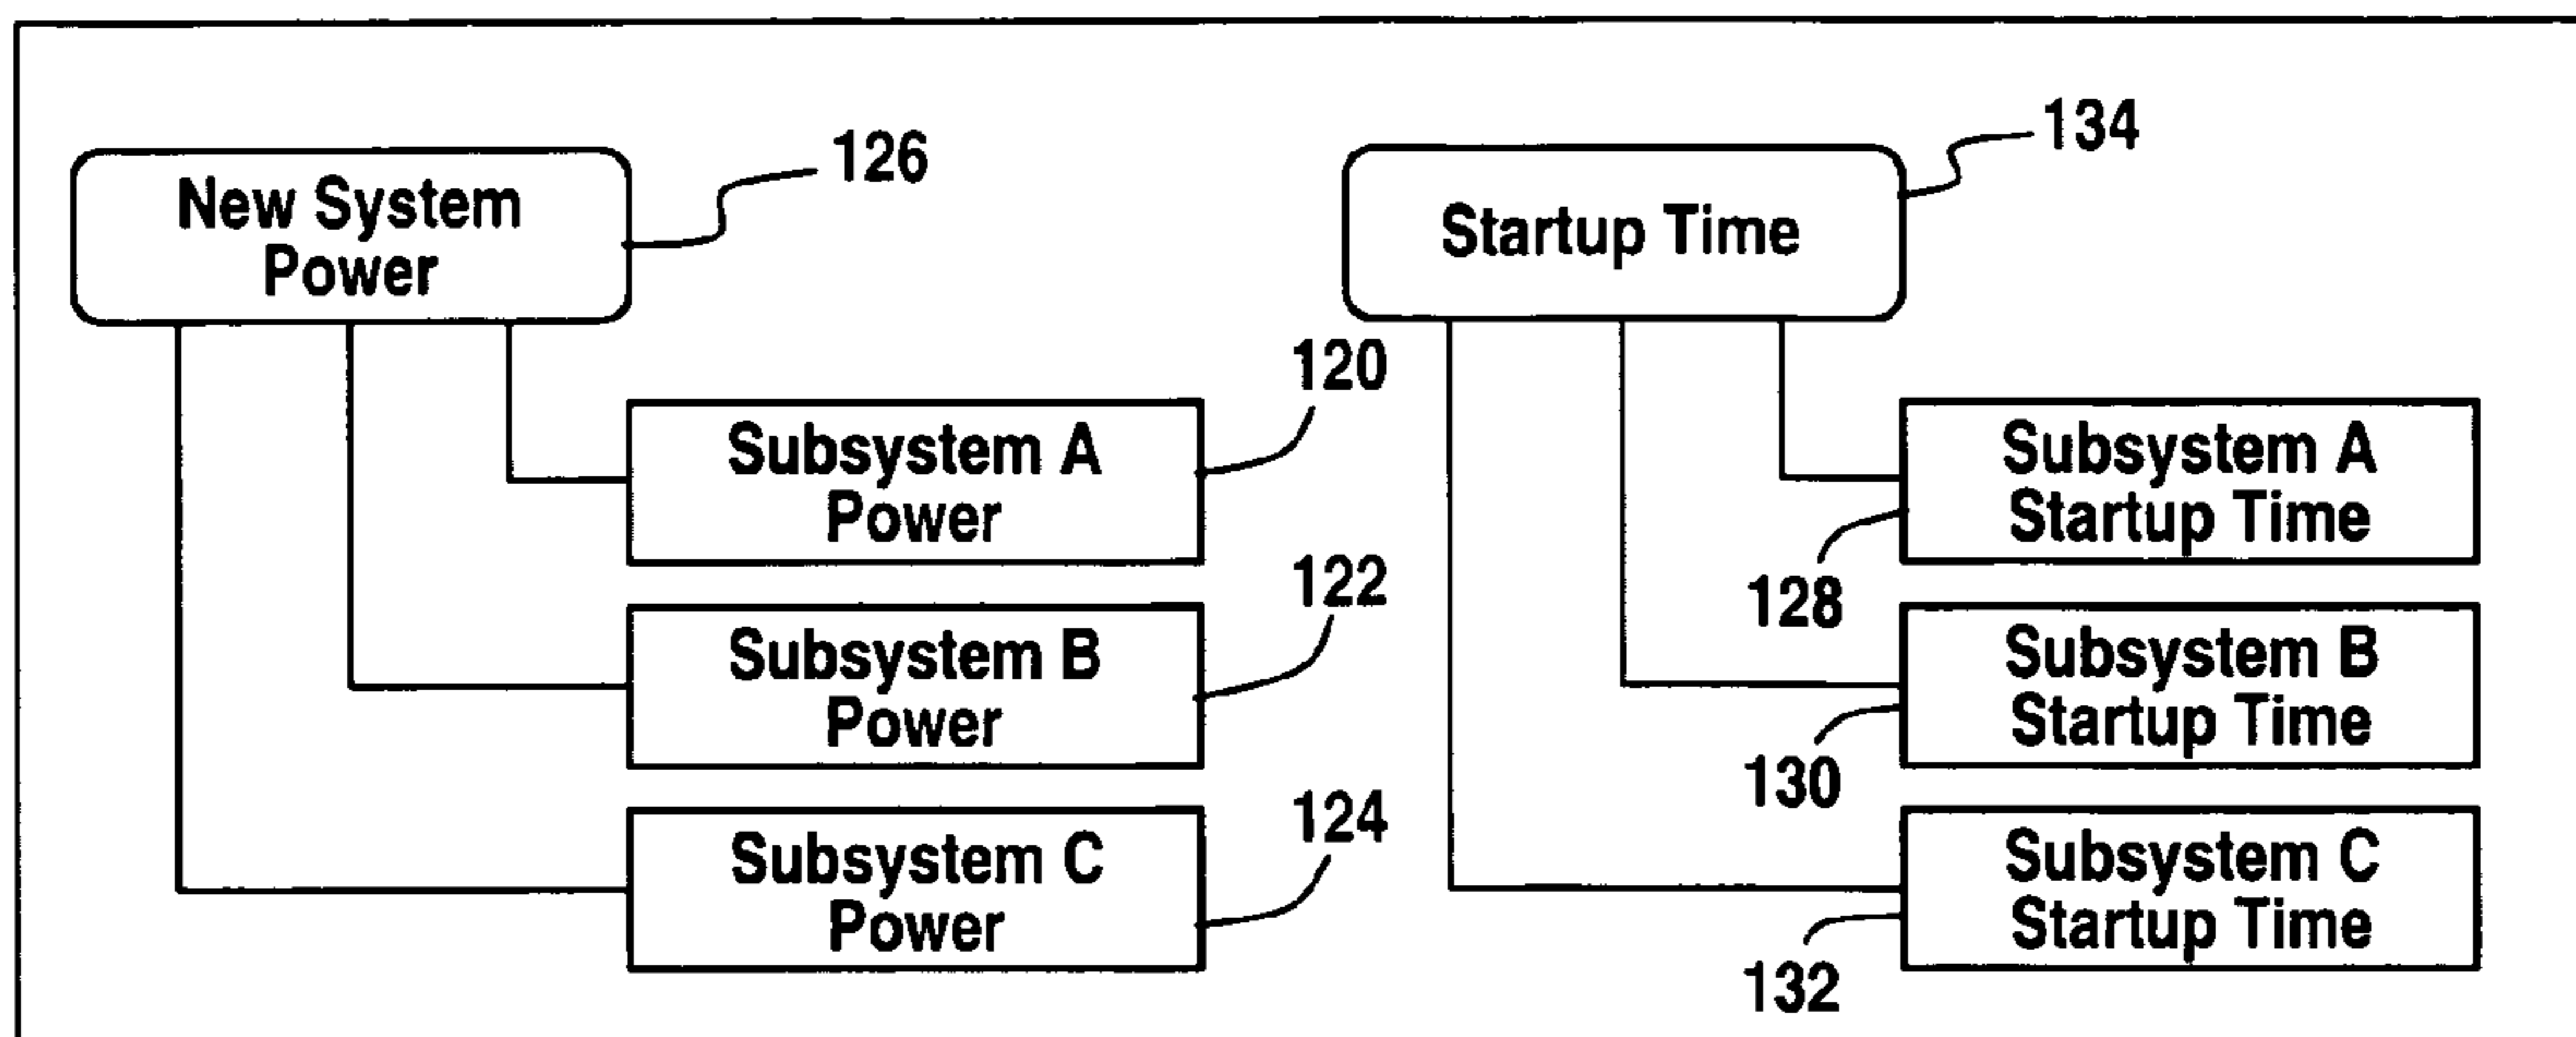 126
New System
Power
120
Subsystem A
Power
122
Subsystem B
Power
124
Subsystem C
Power
134
Startup Time
Subsystem A
Startup Time
128
Subsystem B
Startup Time
130
Subsystem C
Startup Time
132